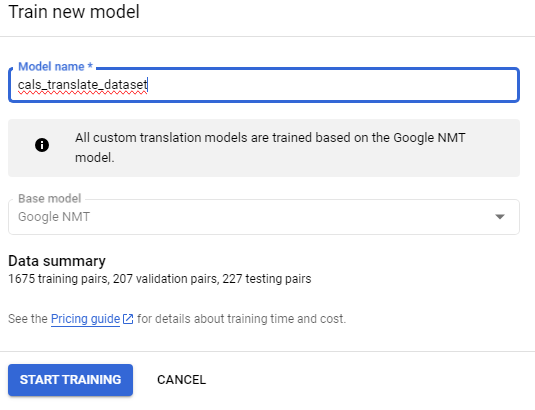 Train new model
Model name *
cals_translate_dataset
All custom translation models are trained based on the Google NMT
model.
Base model
Google NMT
Data summary
1675 training pairs, 207 validation pairs, 227 testing pairs
See the Pricing guide for details about training time and cost.
START TRAINING CANCEL